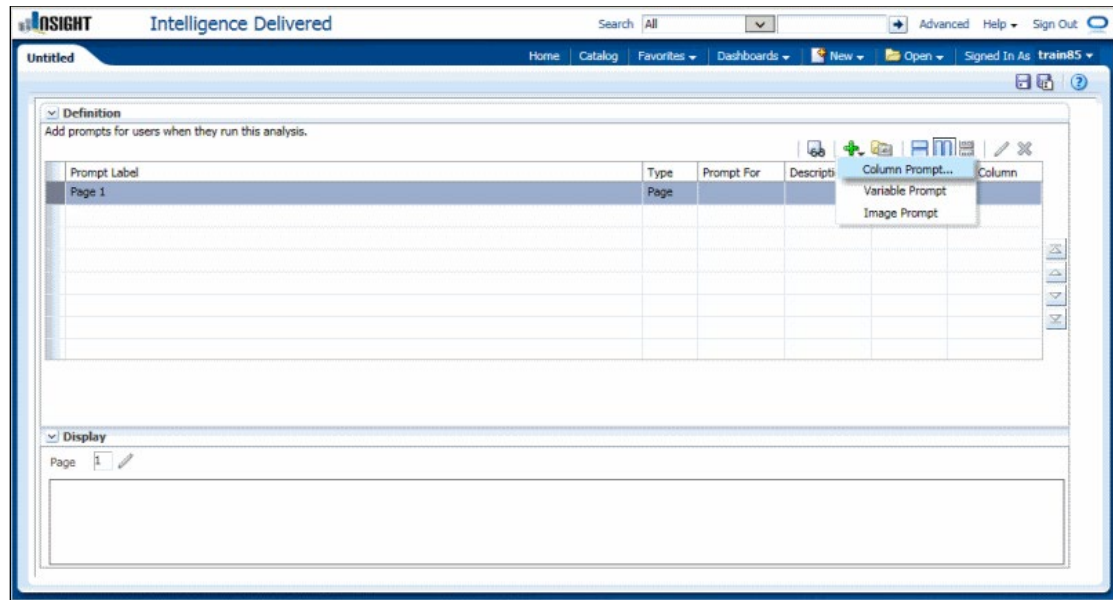 INSIGHT Intelligence Delivered Search All Advanced Help Sign Out
Untitled Home Catalog Favorites Dashboards New Open Signed In As train85
Definition
Add prompts for users when they run this analysis.
Prompt Label Type Prompt For Descripti Column
Column Prompt...
Page 1 Page
Variable Prompt
Image Prompt
Display
Page 1